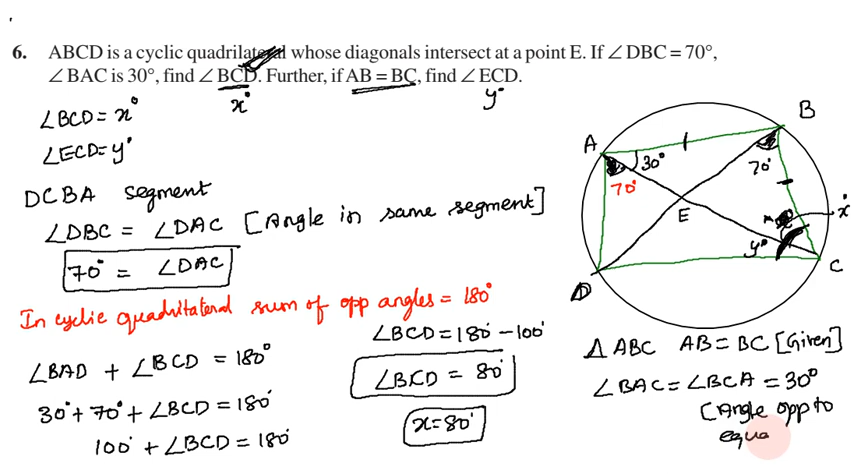 6. ABCD is a cyclic quadrilateral whose diagonals intersect at a point E. If ∠DBC = 70°,
∠BAC is 30°, find ∠BCD. Further, if AB = BC, find ∠ECD.
x°
y°
∠BCD = x°
∠ECD = y°
DCBA segment
∠DBC = ∠DAC [Angle in same segment]
70° = ∠DAC
In cyclic quadritateral sum of opp angles = 180°
∠BAD + ∠BCD = 180°
30° + 70° + ∠BCD = 180°
100° + ∠BCD = 180°
∠BCD = 180° - 100°
∠BCD = 80°
x = 80°
A
B
30°
70°
70°
E
x°
y°
C
D
Δ ABC AB = BC [Given]
∠BAC = ∠BCA = 30°
[Angle opp to
equa